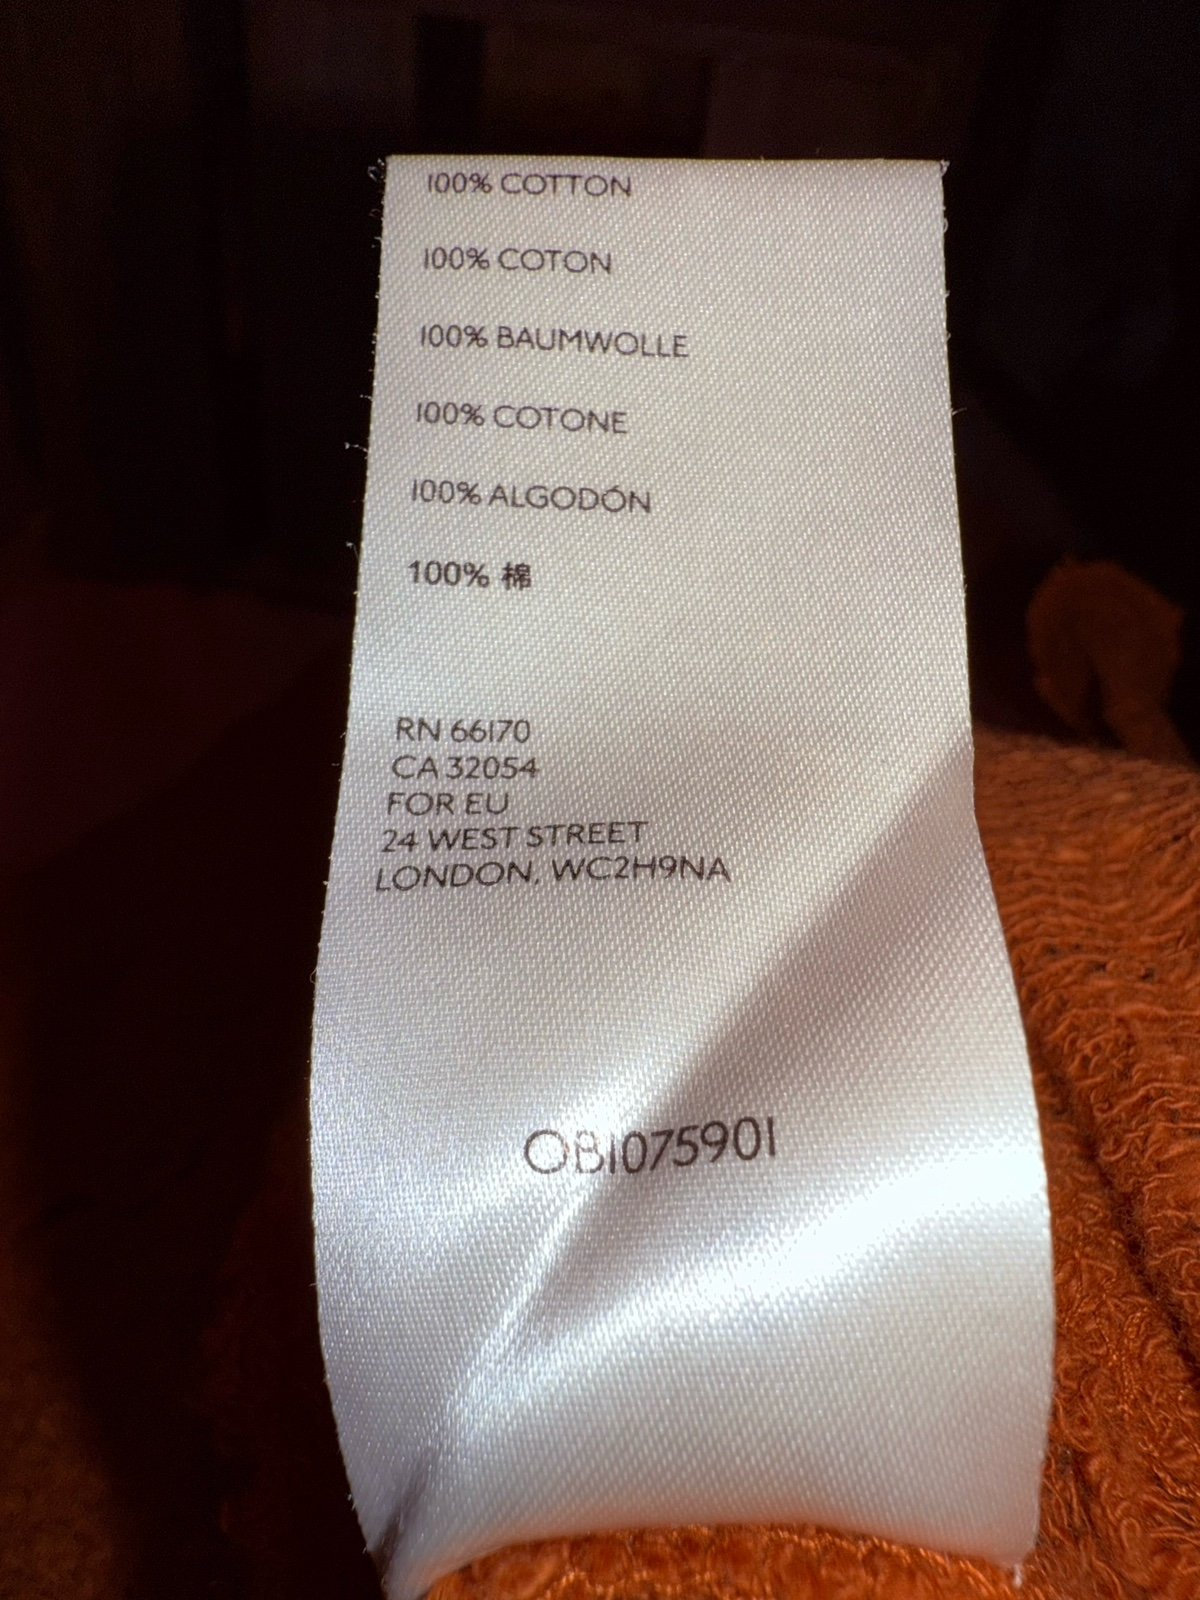 100% COTTON
100% COTON
100% BAUMWOLLE
100% COTONE
100% ALGODÓN
100% 棉
RN 66170
CA 32054
FOR EU
24 WEST STREET
LONDON, WC2H9NA
OB1075901